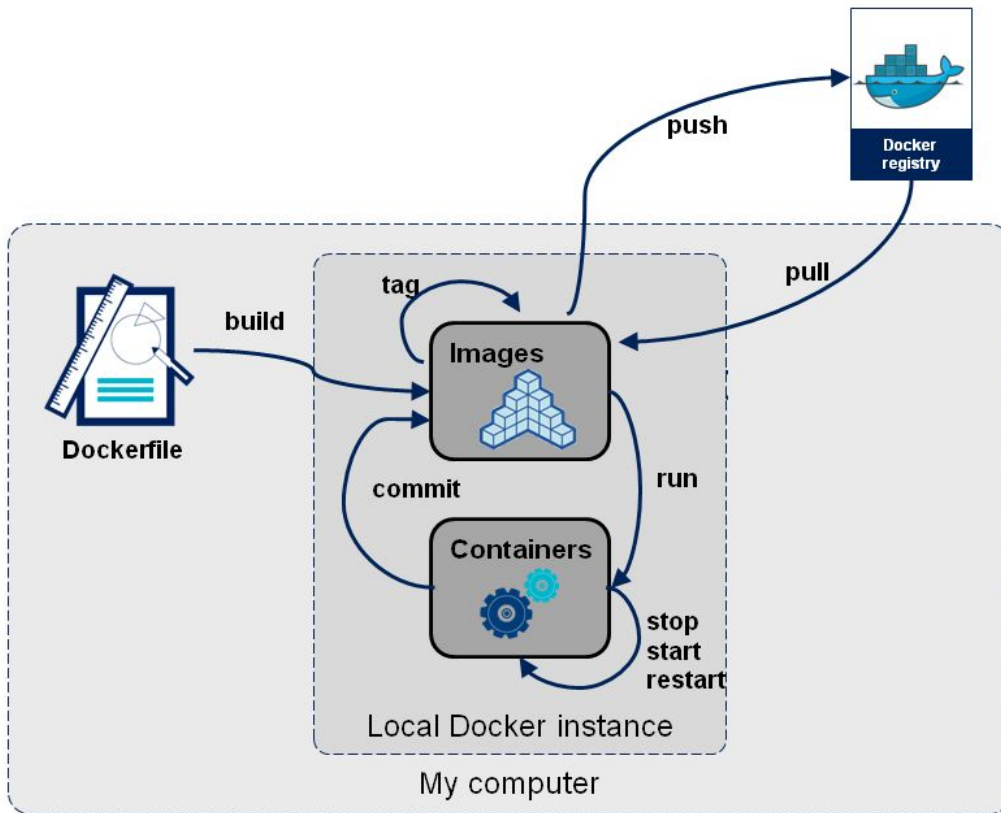 push
Docker
registry
pull
tag
build
Images
Dockerfile
commit
run
Containers
stop
start
restart
Local Docker instance
My computer